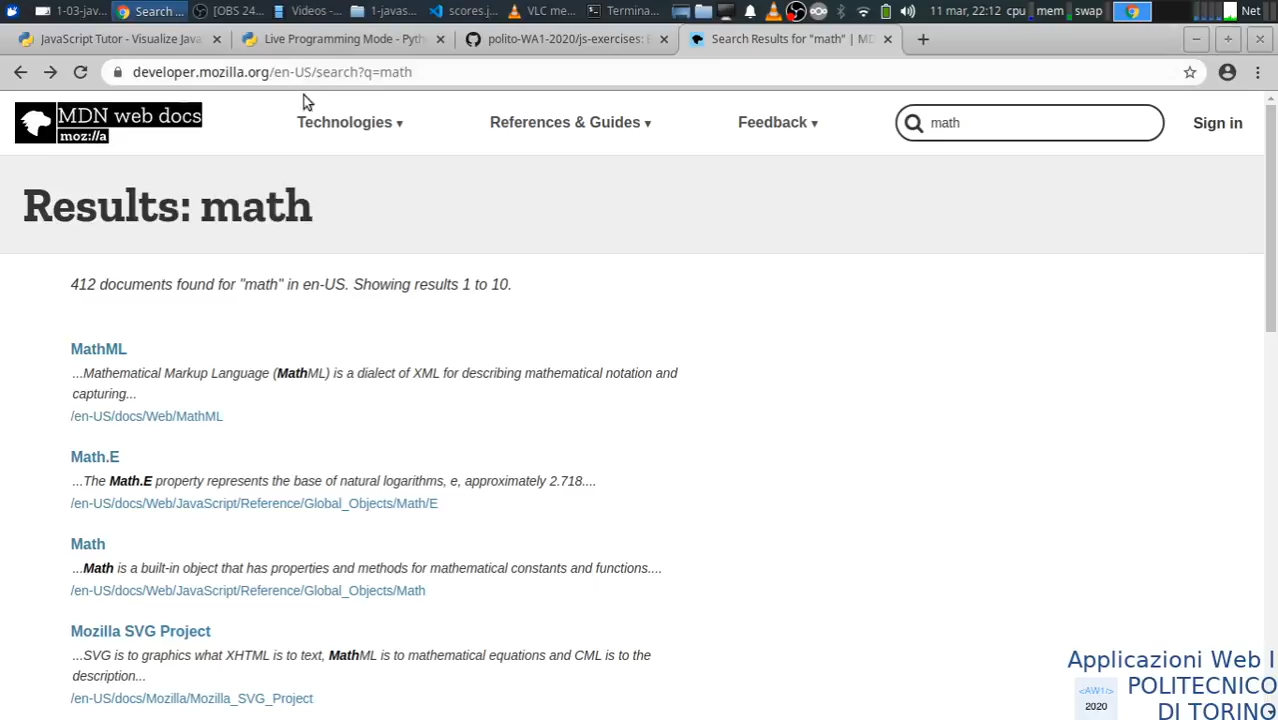 1-03-jav...
Search ...
[OBS 24...
Videos -...
1-javas...
scores.j...
VLC me...
Termina...
11 mar, 22:12
cpu
mem
swap
Net
JavaScript Tutor - Visualize Java
Live Programming Mode - Pyth
polito-WA1-2020/js-exercises: E
Search Results for "math" | MD
developer.mozilla.org/en-US/search?q=math
MDN web docs
moz://a
Technologies ▾
References & Guides ▾
Feedback ▾
math
Sign in
Results: math
412 documents found for "math" in en-US. Showing results 1 to 10.
MathML
...Mathematical Markup Language (MathML) is a dialect of XML for describing mathematical notation and
capturing...
/en-US/docs/Web/MathML
Math.E
...The Math.E property represents the base of natural logarithms, e, approximately 2.718....
/en-US/docs/Web/JavaScript/Reference/Global_Objects/Math/E
Math
...Math is a built-in object that has properties and methods for mathematical constants and functions....
/en-US/docs/Web/JavaScript/Reference/Global_Objects/Math
Mozilla SVG Project
...SVG is to graphics what XHTML is to text, MathML is to mathematical equations and CML is to the
description...
/en-US/docs/Mozilla/Mozilla_SVG_Project
Applicazioni Web I
<AW1/>
2020
POLITECNICO
DI TORINO